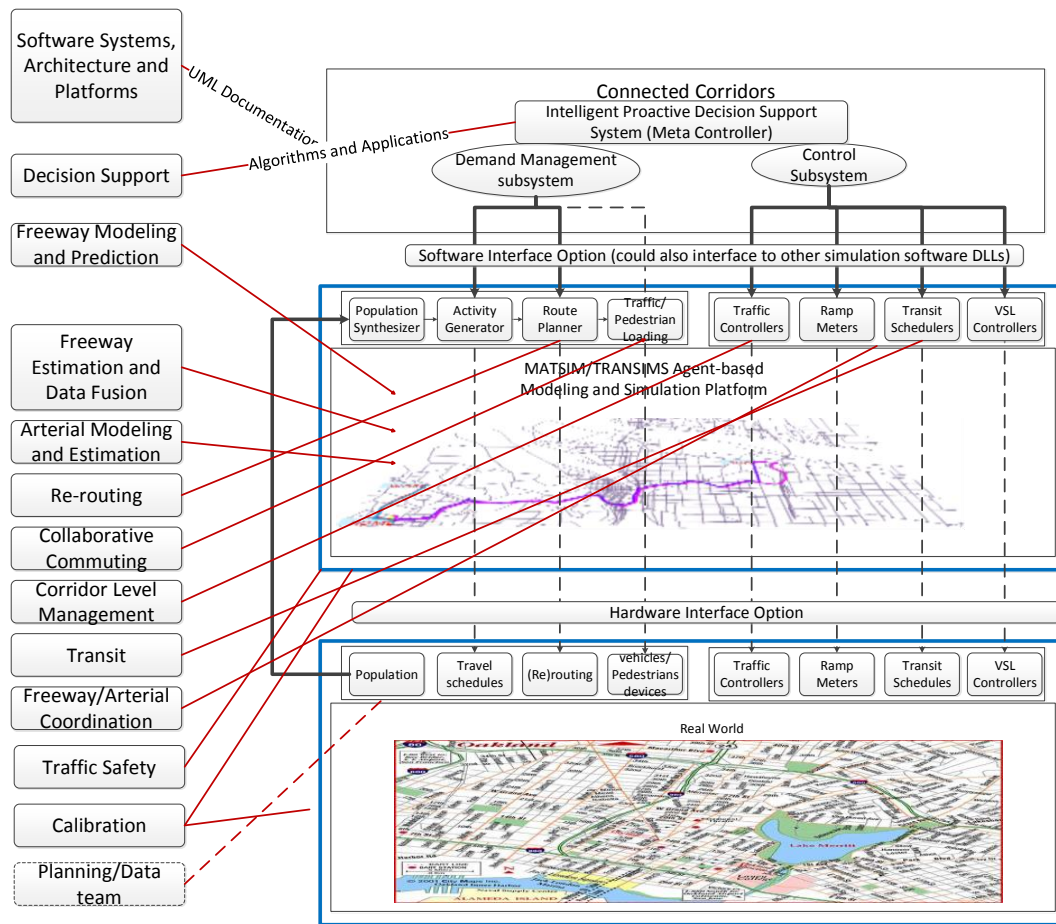 Software Systems,
Architecture and
Platforms
UML Documentation
Algorithms and Applications
Decision Support
Freeway Modeling
and Prediction
Freeway
Estimation and
Data Fusion
Arterial Modeling
and Estimation
Re-routing
Collaborative
Commuting
Corridor Level
Management
Transit
Freeway/Arterial
Coordination
Traffic Safety
Calibration
Planning/Data
team
Connected Corridors
Intelligent Proactive Decision Support
System (Meta Controller)
Demand Management
subsystem
Control
Subsystem
Software Interface Option (could also interface to other simulation software DLLs)
Population
Synthesizer
Activity
Generator
Route
Planner
Traffic/
Pedestrian
Loading
Traffic
Controllers
Ramp
Meters
Transit
Schedulers
VSL
Controllers
MATSIM/TRANSIMS Agent-based
Modeling and Simulation Platform
Hardware Interface Option
Population
Travel
schedules
(Re)routing
vehicles/
Pedestrians
devices
Traffic
Controllers
Ramp
Meters
Transit
Schedules
VSL
Controllers
Real World
Oakland
Lake Merritt
ALAMEDA ISLAND